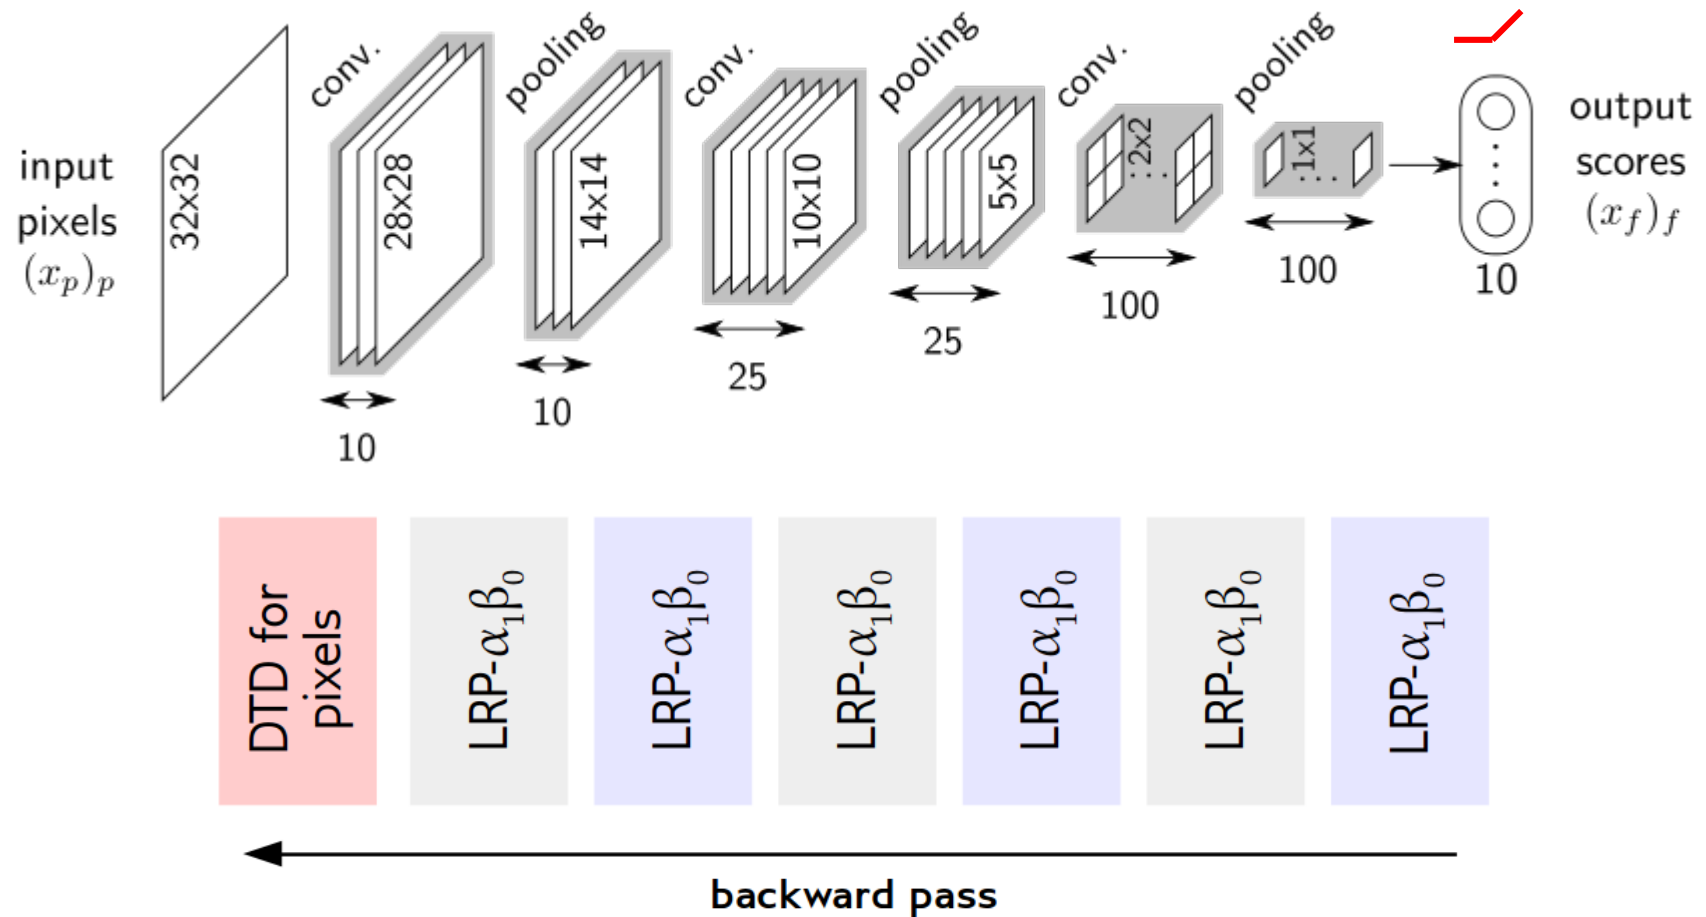 input
pixels
(x_p)_p
32x32
conv.
28x28
10
pooling
14x14
10
conv.
10x10
25
pooling
5x5
25
conv.
2x2
100
pooling
1x1
100
output
scores
(x_f)_f
10
DTD for
pixels
LRP-α₁β₀
LRP-α₁β₀
LRP-α₁β₀
LRP-α₁β₀
LRP-α₁β₀
LRP-α₁β₀
backward pass